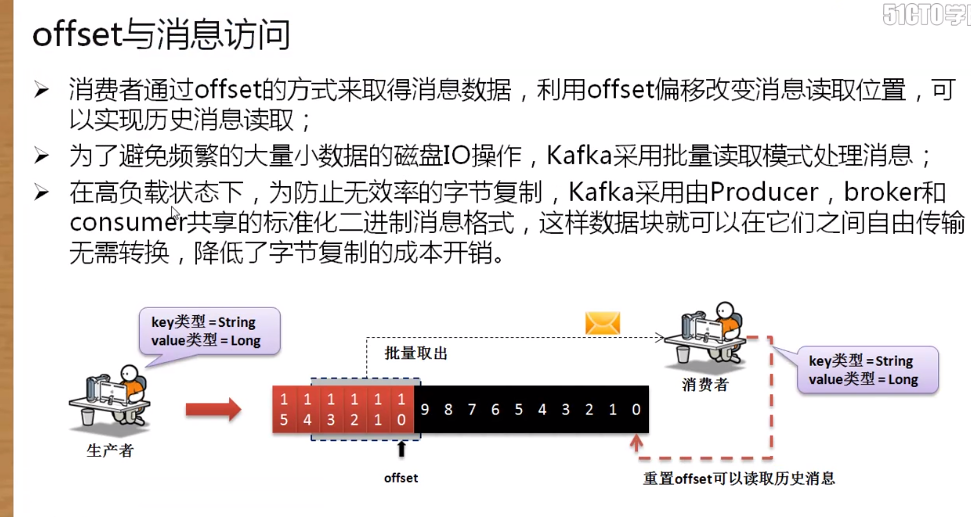 51CTO学
offset与消息访问
消费者通过offset的方式来取得消息数据，利用offset偏移改变消息读取位置，可
以实现历史消息读取；
为了避免频繁的大量小数据的磁盘IO操作，Kafka采用批量读取模式处理消息；
在高负载状态下，为防止无效率的字节复制，Kafka采用由Producer，broker和
consumer共享的标准化二进制消息格式，这样数据块就可以在它们之间自由传输
无需转换，降低了字节复制的成本开销。
key类型=String
value类型=Long
批量取出
key类型=String
value类型=Long
消费者
15 14 13 12 11 10 9 8 7 6 5 4 3 2 1 0
生产者
offset
重置offset可以读取历史消息